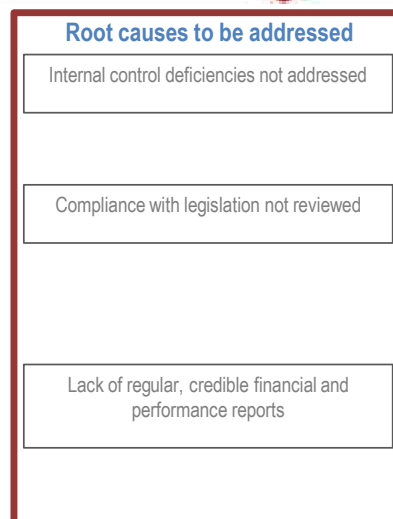 Root causes to be addressed
Internal control deficiencies not addressed
Compliance with legislation not reviewed
Lack of regular, credible financial and
performance reports